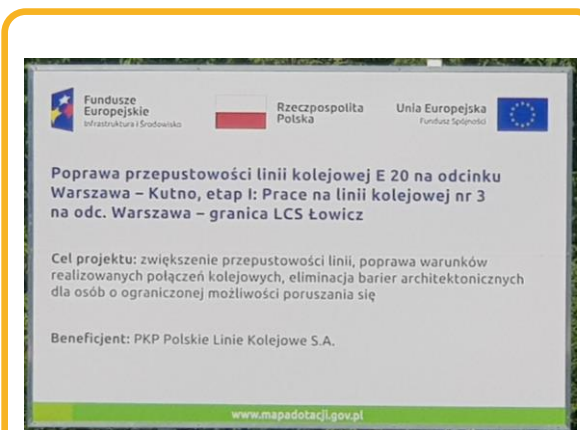 Fundusze
Europejskie
Infrastruktura i Środowisko
Rzeczpospolita
Polska
Unia Europejska
Fundusz Spójności
Poprawa przepustowości linii kolejowej E 20 na odcinku
Warszawa – Kutno, etap I: Prace na linii kolejowej nr 3
na odc. Warszawa – granica LCS Łowicz
Cel projektu: zwiększenie przepustowości linii, poprawa warunków
realizowanych połączeń kolejowych, eliminacja barier architektonicznych
dla osób o ograniczonej możliwości poruszania się
Beneficjent: PKP Polskie Linie Kolejowe S.A.
www.mapadotacji.gov.pl